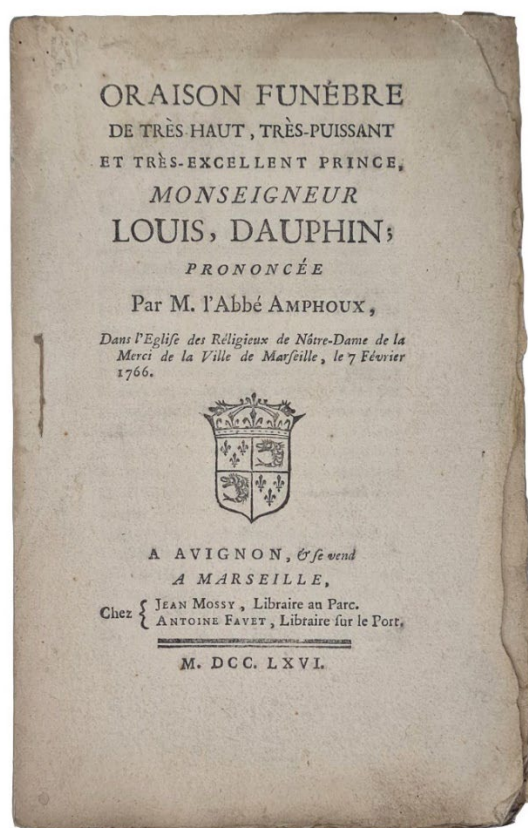 ORAISON FUNÈBRE
DE TRÈS HAUT, TRÈS-PUISSANT
ET TRÈS-EXCELLENT PRINCE,
MONSEIGNEUR
LOUIS, DAUPHIN;
PRONONCÉE
Par M. l'Abbé AMPHOUX,
Dans l'Egliſe des Réligieux de Nôtre-Dame de la
Merci de la Ville de Marſeille, le 7 Février
1766.
A AVIGNON, & ſe vend
A MARSEILLE,
Chez { JEAN MOSSY, Libraire au Parc.
ANTOINE FAVET, Libraire ſur le Port.
M. DCC. LXVI.